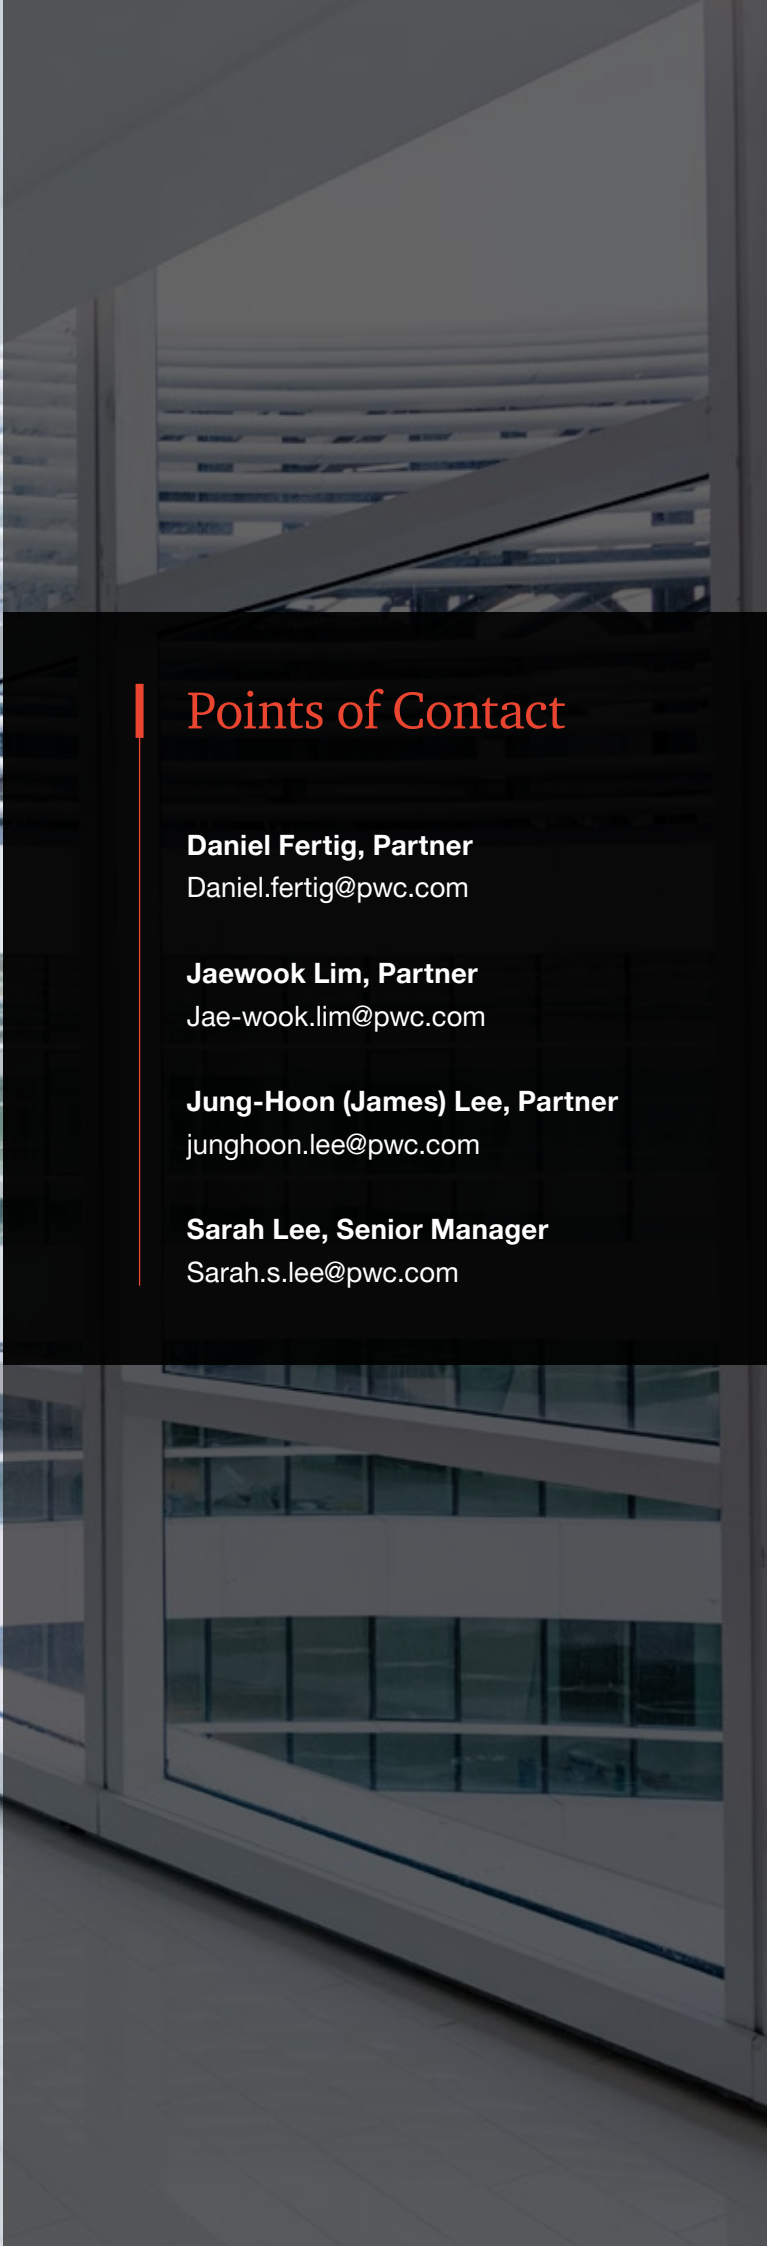 Points of Contact
Daniel Fertig, Partner
Daniel.fertig@pwc.com
Jaewook Lim, Partner
Jae-wook.lim@pwc.com
Jung-Hoon (James) Lee, Partner
junghoon.lee@pwc.com
Sarah Lee, Senior Manager
Sarah.s.lee@pwc.com